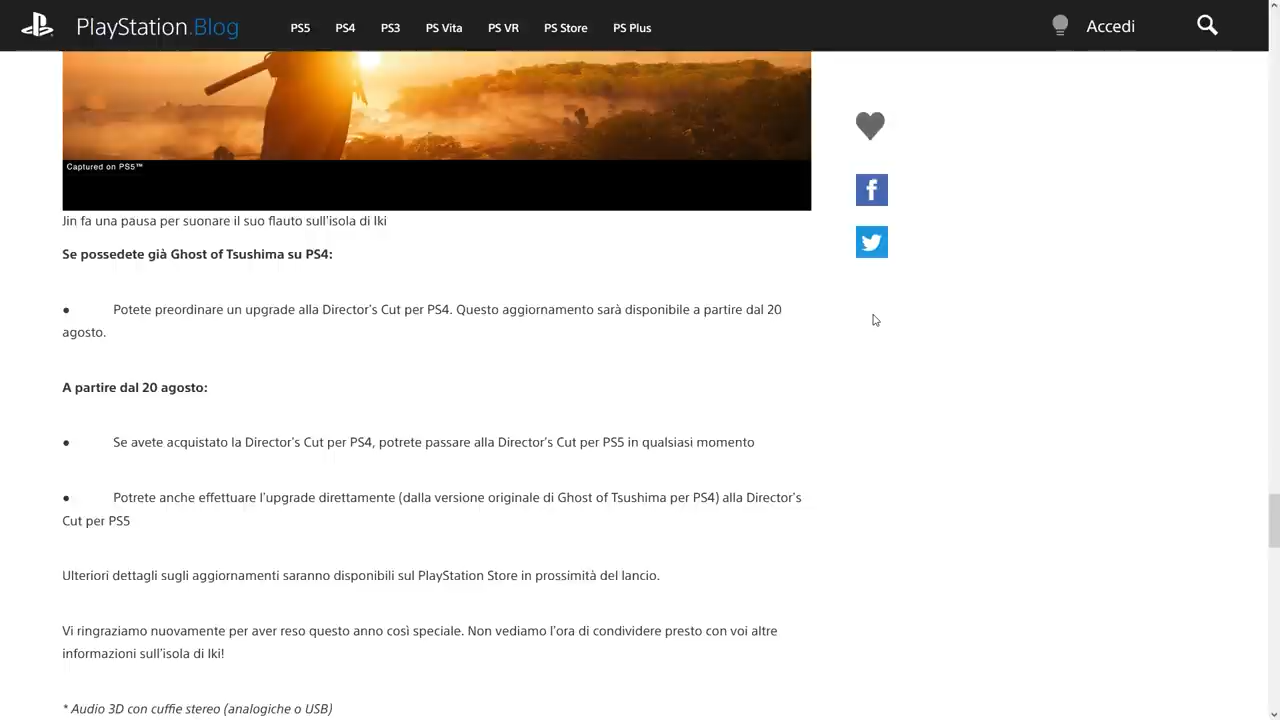 PlayStation.Blog PS5 PS4 PS3 PS Vita PS VR PS Store PS Plus Accedi
Captured on PS5™
Jin fa una pausa per suonare il suo flauto sull'isola di Iki
Se possedete già Ghost of Tsushima su PS4:
● Potete preordinare un upgrade alla Director's Cut per PS4. Questo aggiornamento sarà disponibile a partire dal 20
agosto.
A partire dal 20 agosto:
● Se avete acquistato la Director's Cut per PS4, potrete passare alla Director's Cut per PS5 in qualsiasi momento
● Potrete anche effettuare l'upgrade direttamente (dalla versione originale di Ghost of Tsushima per PS4) alla Director's
Cut per PS5
Ulteriori dettagli sugli aggiornamenti saranno disponibili sul PlayStation Store in prossimità del lancio.
Vi ringraziamo nuovamente per aver reso questo anno così speciale. Non vediamo l'ora di condividere presto con voi altre
informazioni sull'isola di Iki!
* Audio 3D con cuffie stereo (analogiche o USB)